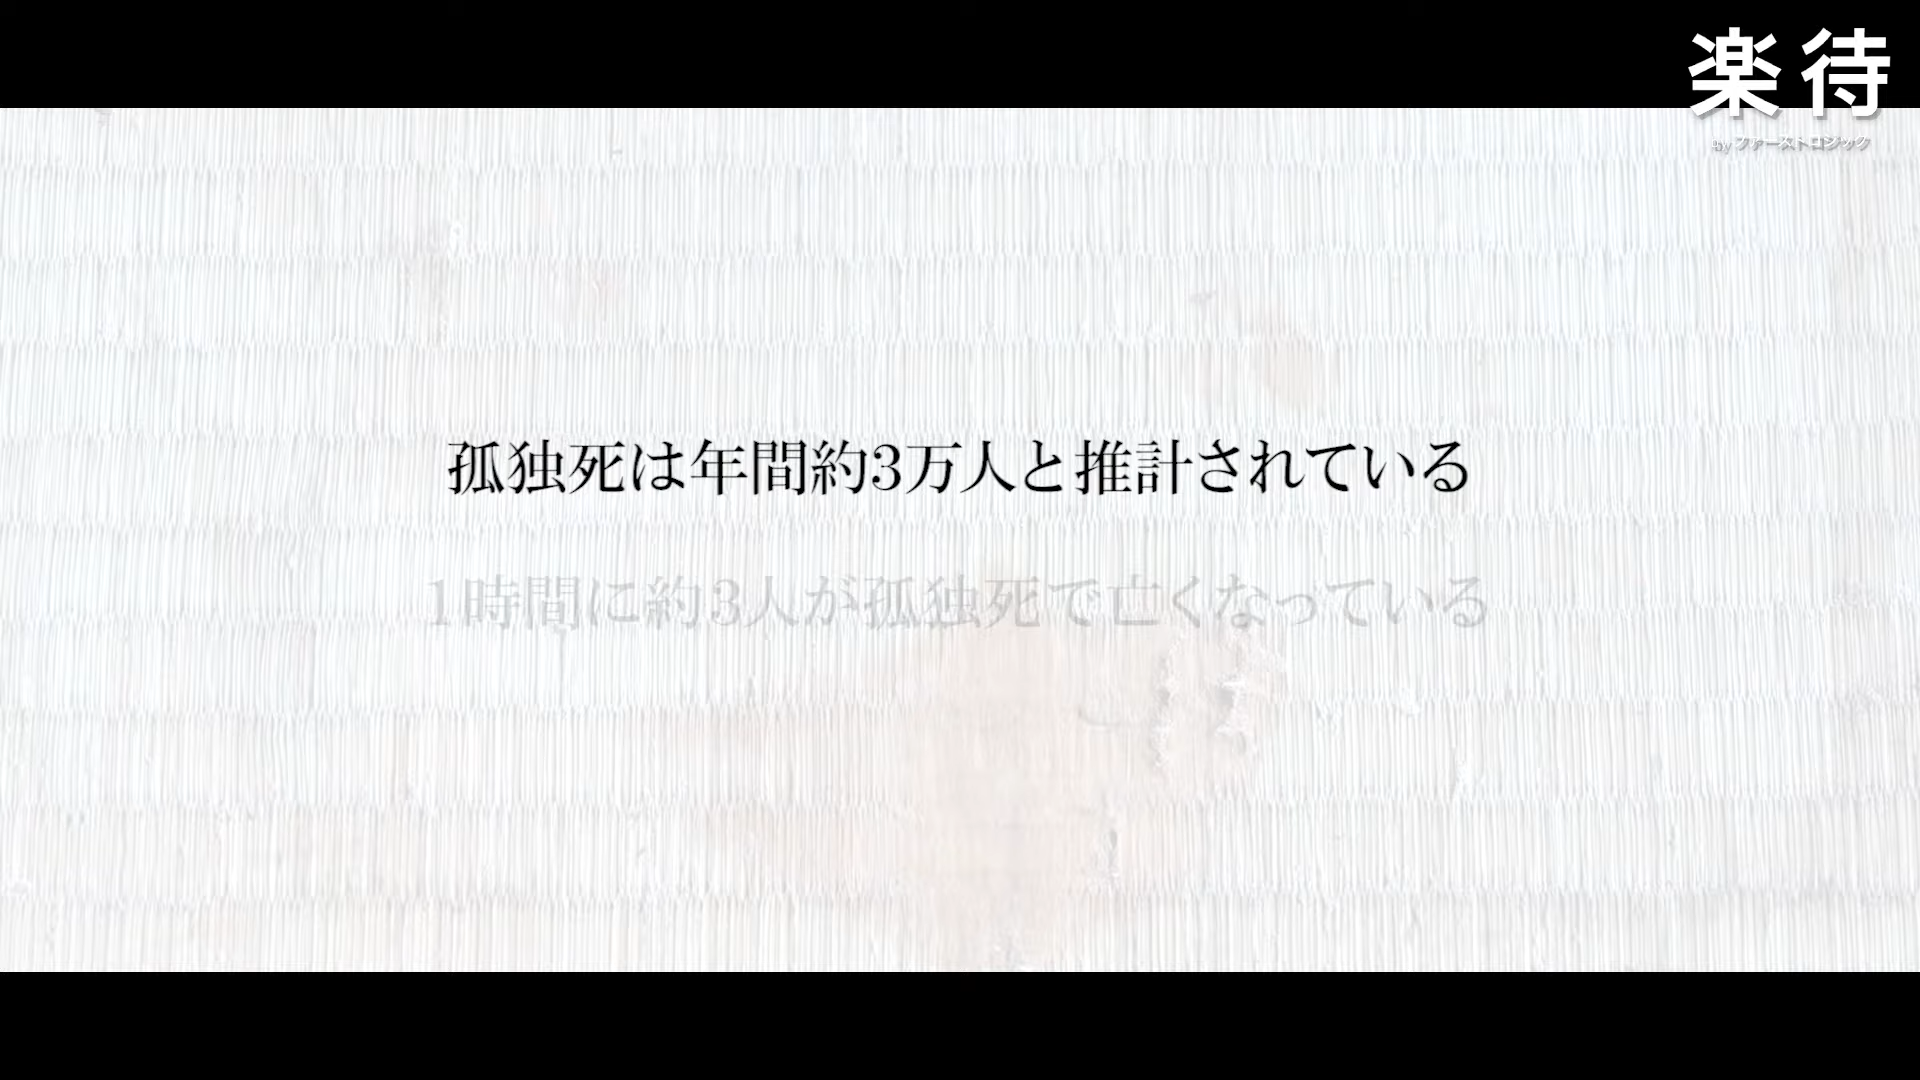 楽待
by ファーストロジック
孤独死は年間約3万人と推計されている
1時間に約3人が孤独死で亡くなっている